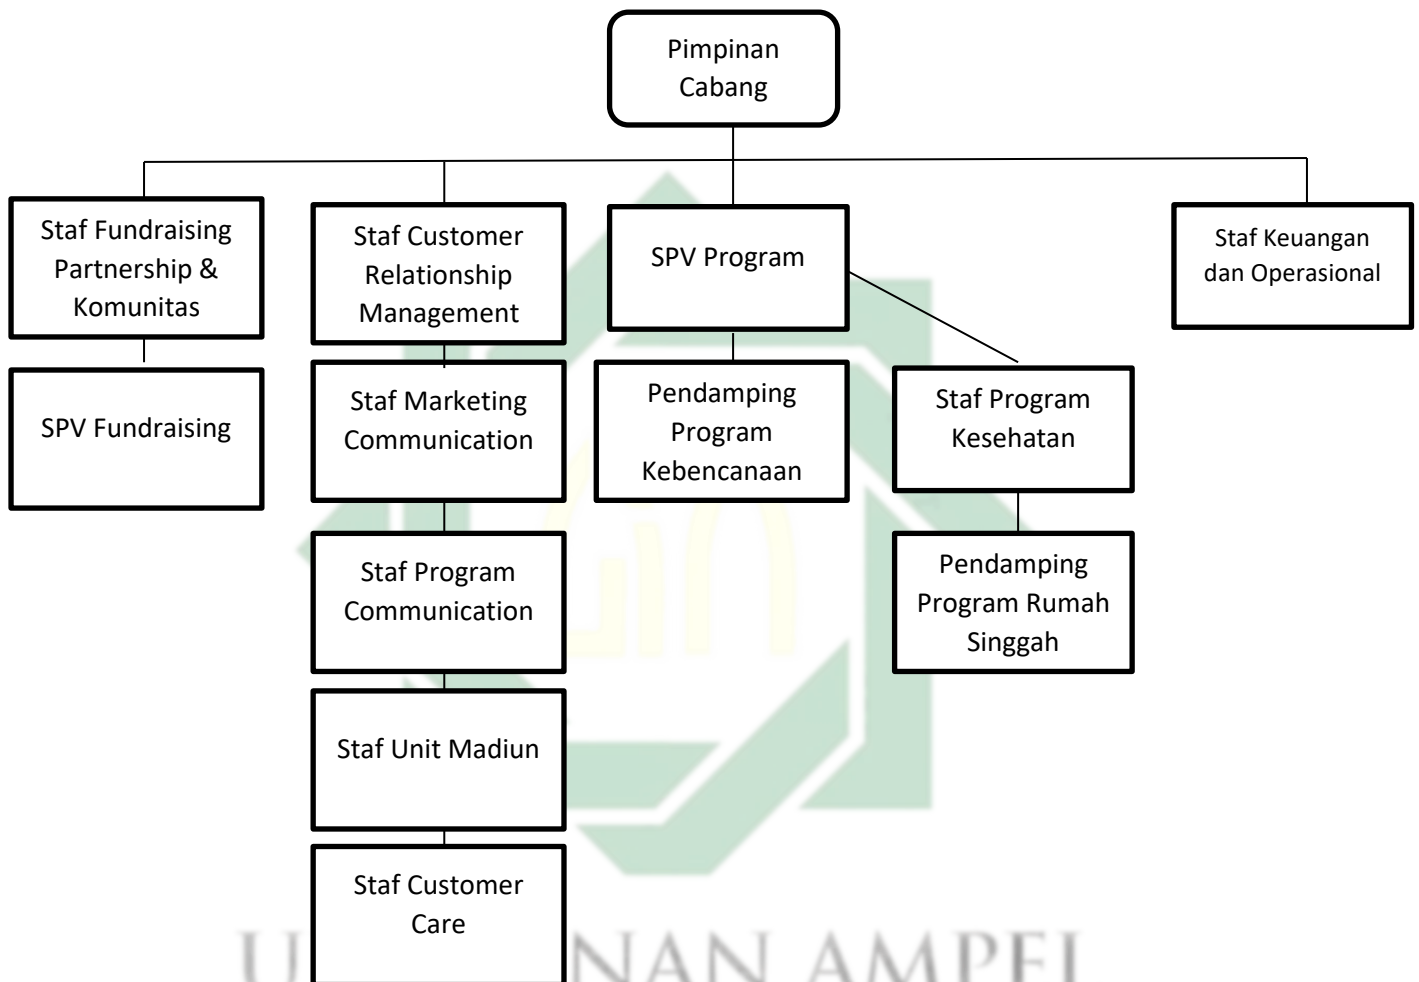 Pimpinan
Cabang
Staf Fundraising
Partnership &
Komunitas
Staf Customer
Relationship
Management
SPV Program
Staf Keuangan
dan Operasional
SPV Fundraising
Staf Marketing
Communication
Pendamping
Program
Kebencanaan
Staf Program
Kesehatan
Staf Program
Communication
Pendamping
Program Rumah
Singgah
Staf Unit Madiun
Staf Customer
Care
U NAN AMPEL